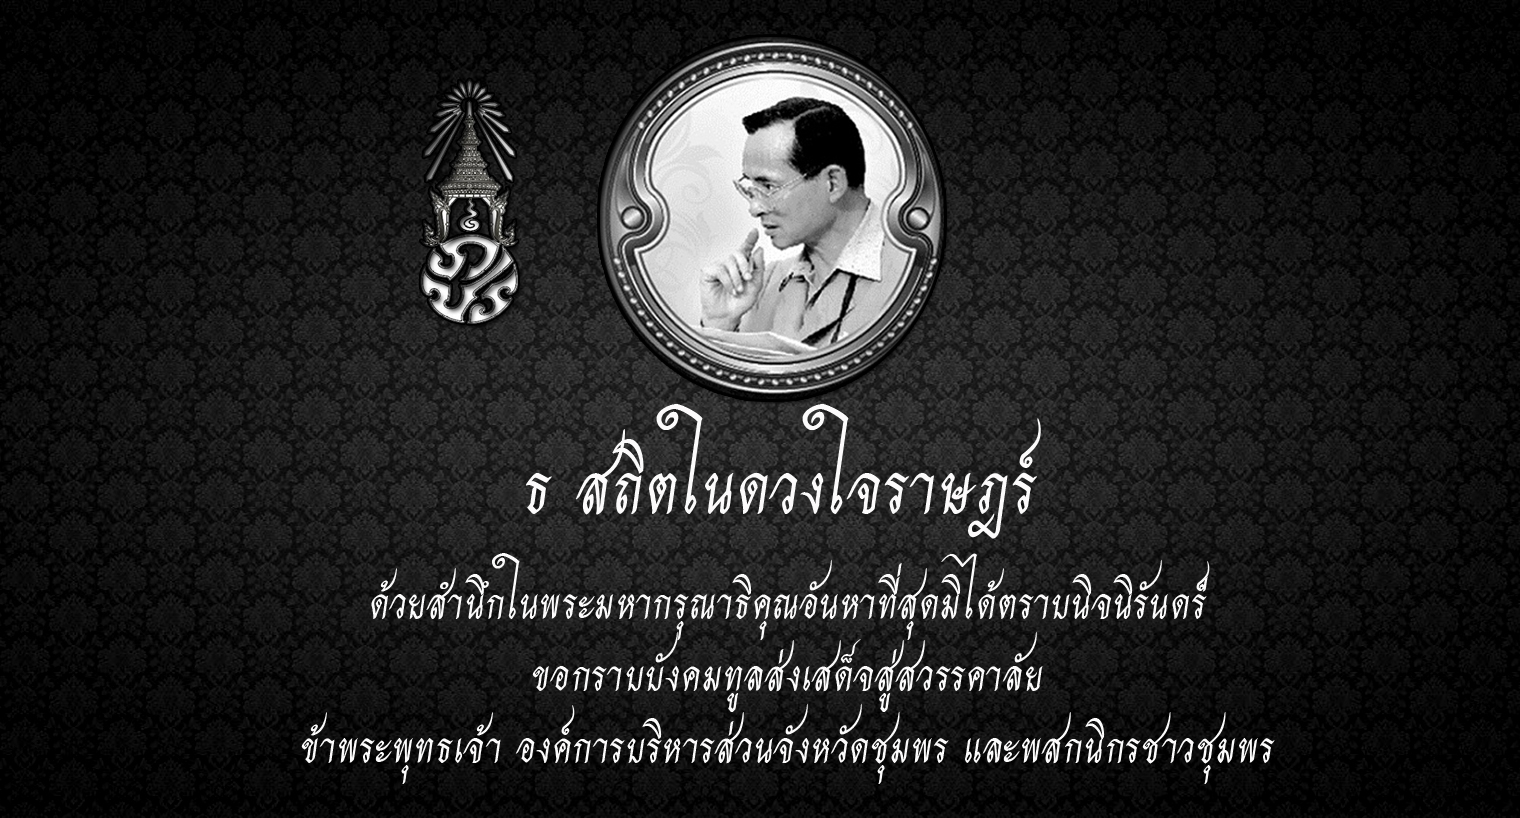 ธ สถิตในดวงใจราษฎร์
ด้วยสำนึกในพระมหากรุณาธิคุณอันหาที่สุดมิได้ตราบนิจนิรันดร์
ขอกราบบังคมทูลส่งเสด็จสู่สวรรคาลัย
ข้าพระพุทธเจ้า องค์การบริหารส่วนจังหวัดชุมพร และพสกนิกรชาวชุมพร